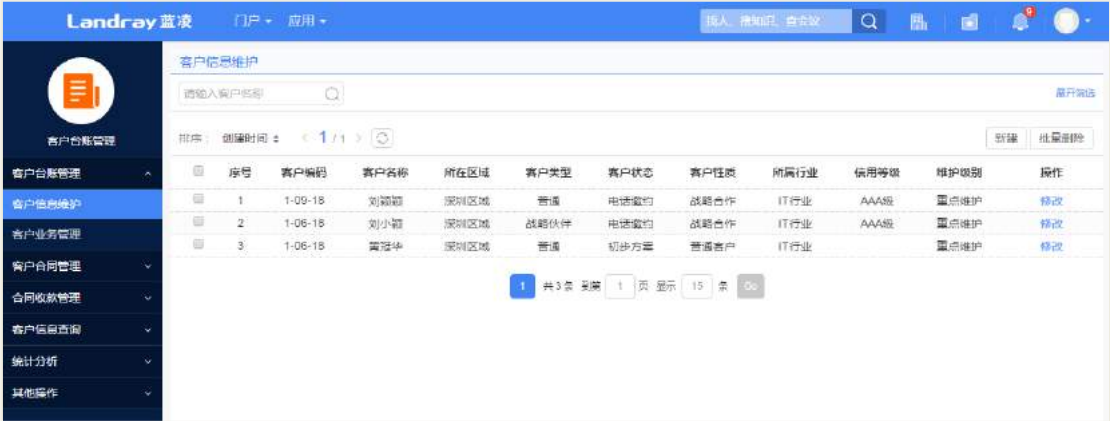 Landray 蓝凌 门户 应用 找人、搜知识、查会议 9
客户台账管理
客户台账管理
客户信息维护
客户业务管理
客户合同管理
合同收款管理
客户信息查询
统计分析
其他操作
客户信息维护
请输入客户名称 展开筛选
排序: 创建时间 < 1 / 1 > 新建 批量删除
序号 客户编码 客户名称 所在区域 客户类型 客户状态 客户性质 所属行业 信用等级 维护级别 操作
1 1-09-18 刘颖颖 深圳区域 普通 电话邀约 战略合作 IT行业 AAA级 重点维护 修改
2 1-06-18 刘小颖 深圳区域 战略伙伴 电话邀约 战略合作 IT行业 AAA级 重点维护 修改
3 1-06-18 黄冠华 深圳区域 普通 初步方案 普通客户 IT行业 重点维护 修改
1 共3条 到第 1 页 显示 15 条 Go